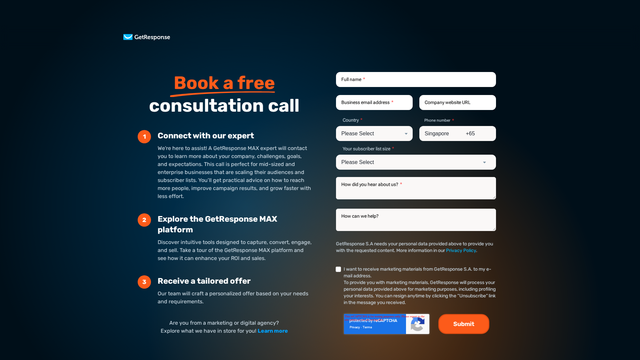 GetResponse
Book a free
consultation call
1
Connect with our expert
We're here to assist! A GetResponse MAX expert will contact
you to learn more about your company, challenges, goals,
and expectations. This call is perfect for mid-sized and
enterprise businesses that are scaling their audiences and
subscriber lists. You'll get practical advice on how to reach
more people, improve campaign results, and grow faster with
less effort.
2
Explore the GetResponse MAX
platform
Discover intuitive tools designed to capture, convert, engage,
and sell. Take a tour of the GetResponse MAX platform and
see how it can enhance your ROI and sales.
3
Receive a tailored offer
Our team will craft a personalized offer based on your needs
and requirements.
Are you from a marketing or digital agency?
Explore what we have in store for you! Learn more
Full name *
Business email address *
Company website URL
Country *
Phone number *
Please Select
Singapore +65
Your subscriber list size *
Please Select
How did you hear about us? *
How can we help?
GetResponse S.A needs your personal data provided above to provide you
with the requested content. More information in our Privacy Policy.
I want to receive marketing materials from GetResponse S.A. to my e-
mail address.
To provide you with marketing materials, GetResponse will process your
personal data provided above for marketing purposes, including profiling
your interests. You can resign anytime by clicking the "Unsubscribe" link
in the message you received.
protected by reCAPTCHA
Privacy - Terms
Submit